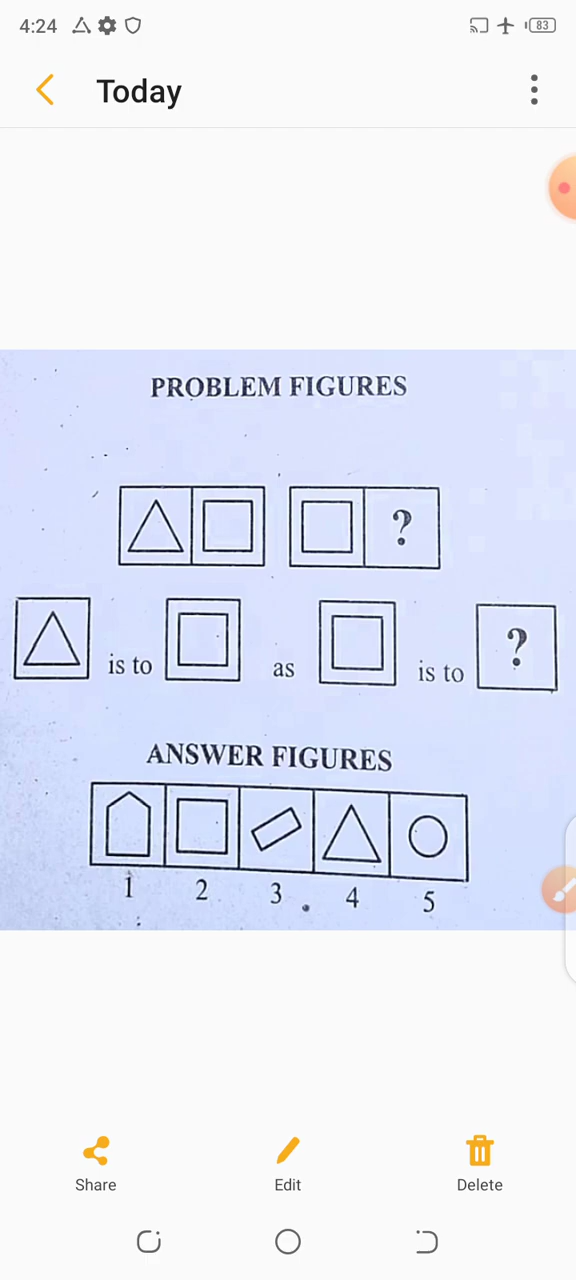 4:24
83
Today
PROBLEM FIGURES
?
is to as is to ?
ANSWER FIGURES
1 2 3 4 5
Share Edit Delete